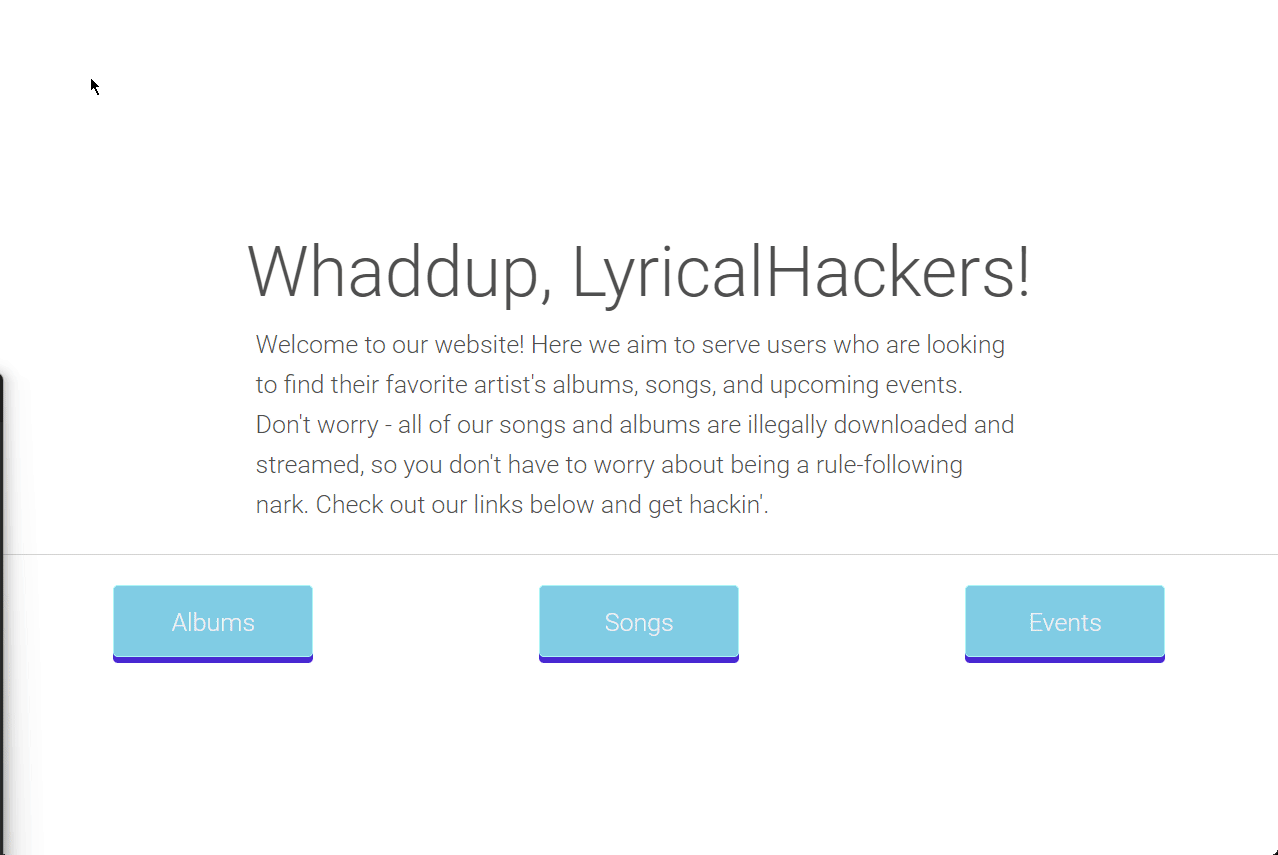 Whaddup, LyricalHackers!
Welcome to our website! Here we aim to serve users who are looking
to find their favorite artist's albums, songs, and upcoming events.
Don't worry - all of our songs and albums are illegally downloaded and
streamed, so you don't have to worry about being a rule-following
nark. Check out our links below and get hackin'.
Albums
Songs
Events